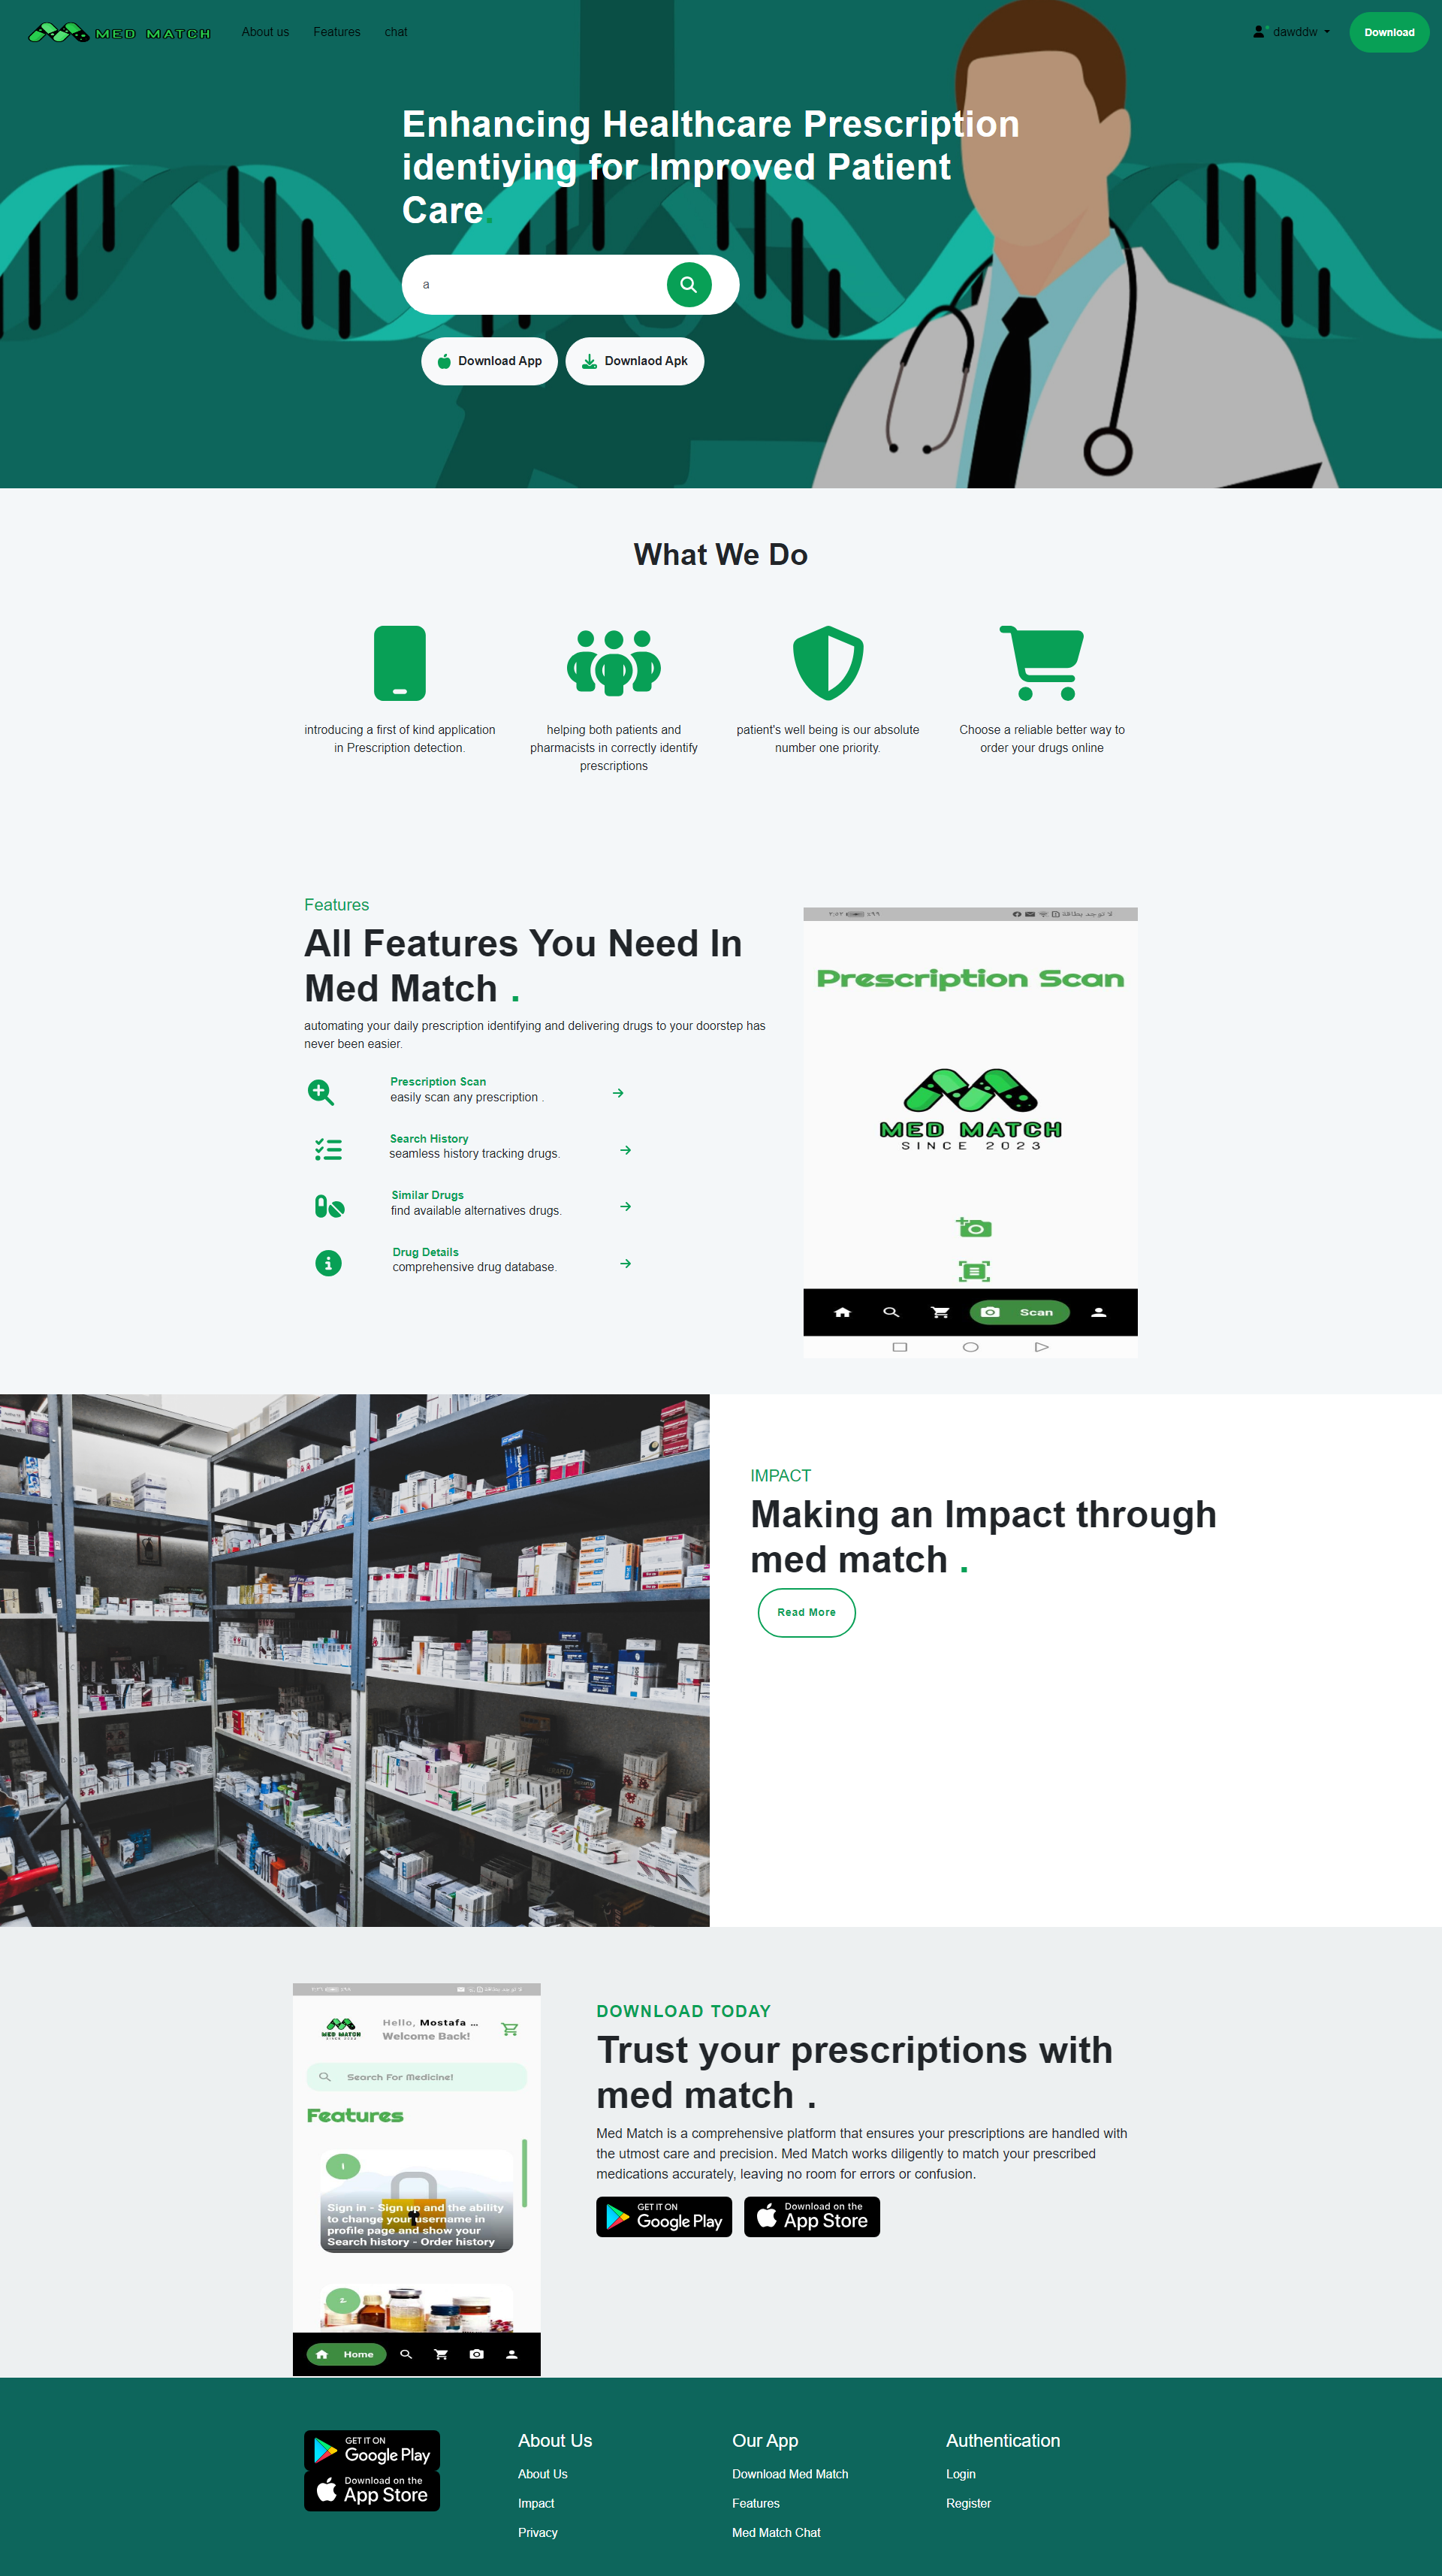 MED MATCH
About us
Features
chat
dawddw
Download
Enhancing Healthcare Prescription
identiying for Improved Patient
Care.
a
Download App
Downlaod Apk
What We Do
introducing a first of kind application
in Prescription detection.
helping both patients and
pharmacists in correctly identify
prescriptions
patient's well being is our absolute
number one priority.
Choose a reliable better way to
order your drugs online
Features
All Features You Need In
Med Match .
automating your daily prescription identifying and delivering drugs to your doorstep has
never been easier.
Prescription Scan
easily scan any prescription .
Search History
seamless history tracking drugs.
Similar Drugs
find available alternatives drugs.
Drug Details
comprehensive drug database.
لا توجد بطاقة
Prescription Scan
MED MATCH
SINCE 2023
Scan
IMPACT
Making an Impact through
med match .
Read More
لا توجد بطاقة
MED MATCH
Hello, Mostafa ...
Welcome Back!
Search For Medicine!
Features
Sign in - Sign up and the ability
to change your username in
profile page and show your
Search history - Order history
Home
DOWNLOAD TODAY
Trust your prescriptions with
med match .
Med Match is a comprehensive platform that ensures your prescriptions are handled with
the utmost care and precision. Med Match works diligently to match your prescribed
medications accurately, leaving no room for errors or confusion.
GET IT ON
Google Play
Download on the
App Store
GET IT ON
Google Play
Download on the
App Store
About Us
About Us
Impact
Privacy
Our App
Download Med Match
Features
Med Match Chat
Authentication
Login
Register